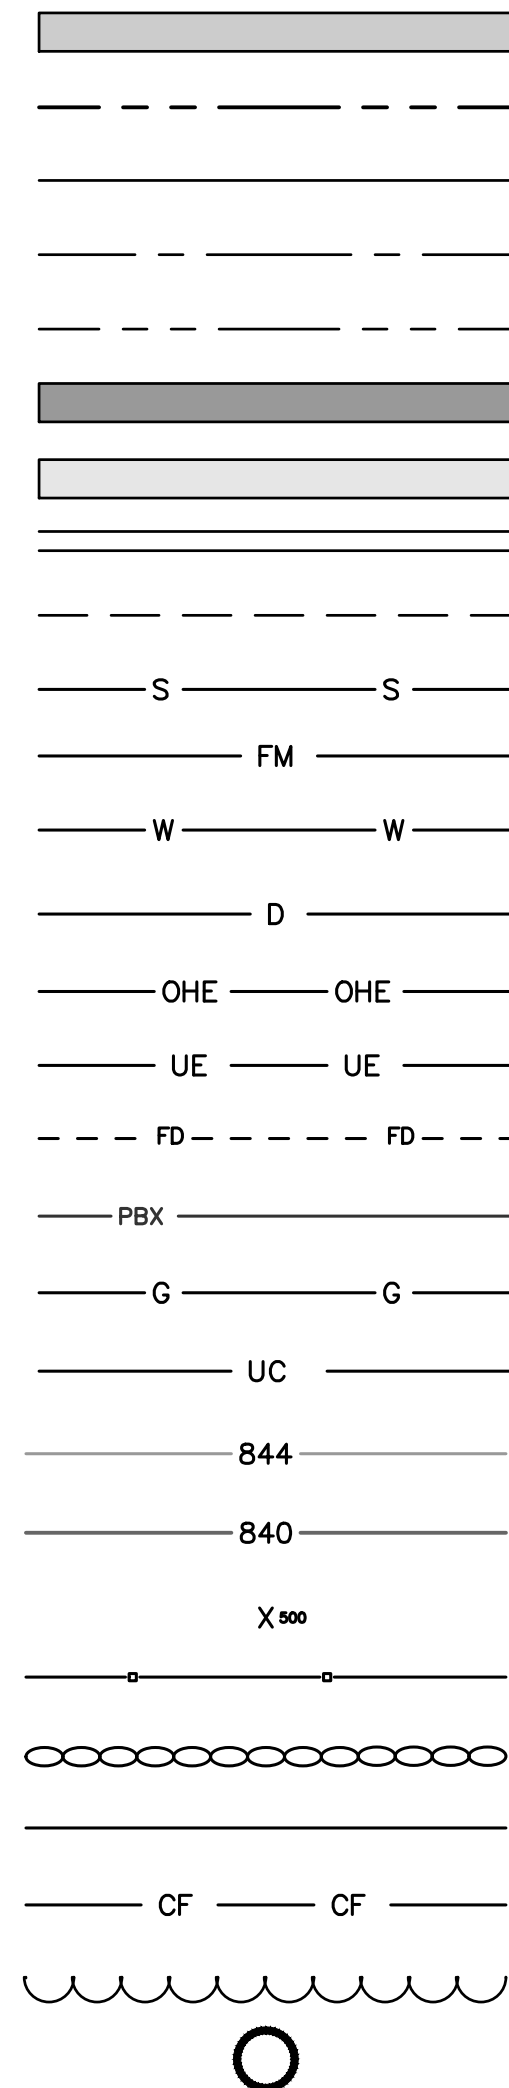 S S
FM
W W
D
OHE OHE
UE UE
FD FD
PBX
G G
UC
844
840
X 500
CF CF